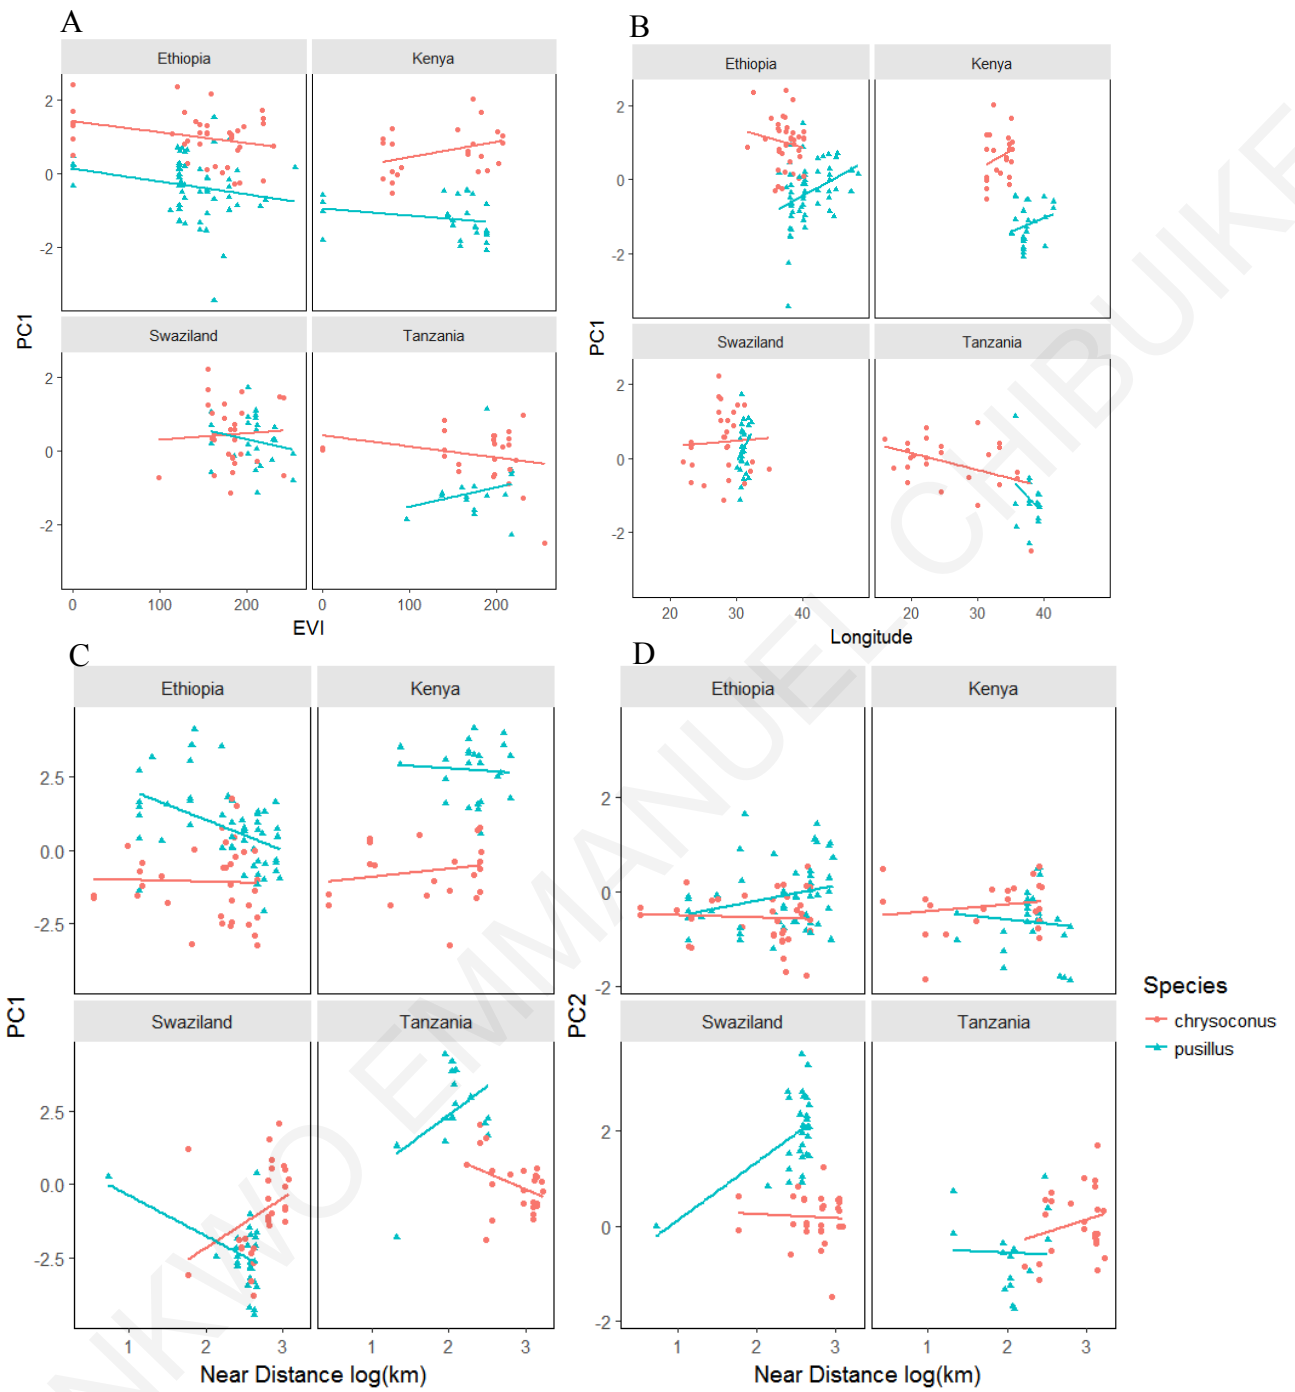 A
B
Ethiopia
Kenya
Ethiopia
Kenya
2
0
-2
2
0
-2
Swaziland
Tanzania
Swaziland
Tanzania
PC1
PC1
2
0
-2
2
0
-2
0
100
200
0
100
200
20
30
40
20
30
40
EVI
Longitude
C
D
Ethiopia
Kenya
Ethiopia
Kenya
2.5
0.0
-2.5
2
0
-2
Swaziland
Tanzania
Swaziland
Tanzania
PC1
PC2
2.5
0.0
-2.5
2
0
-2
1
2
3
1
2
3
1
2
3
1
2
3
Near Distance log(km)
Near Distance log(km)
Species
chrysoconus
pusillus
NKWO EMMANUEL CHIBUIKE